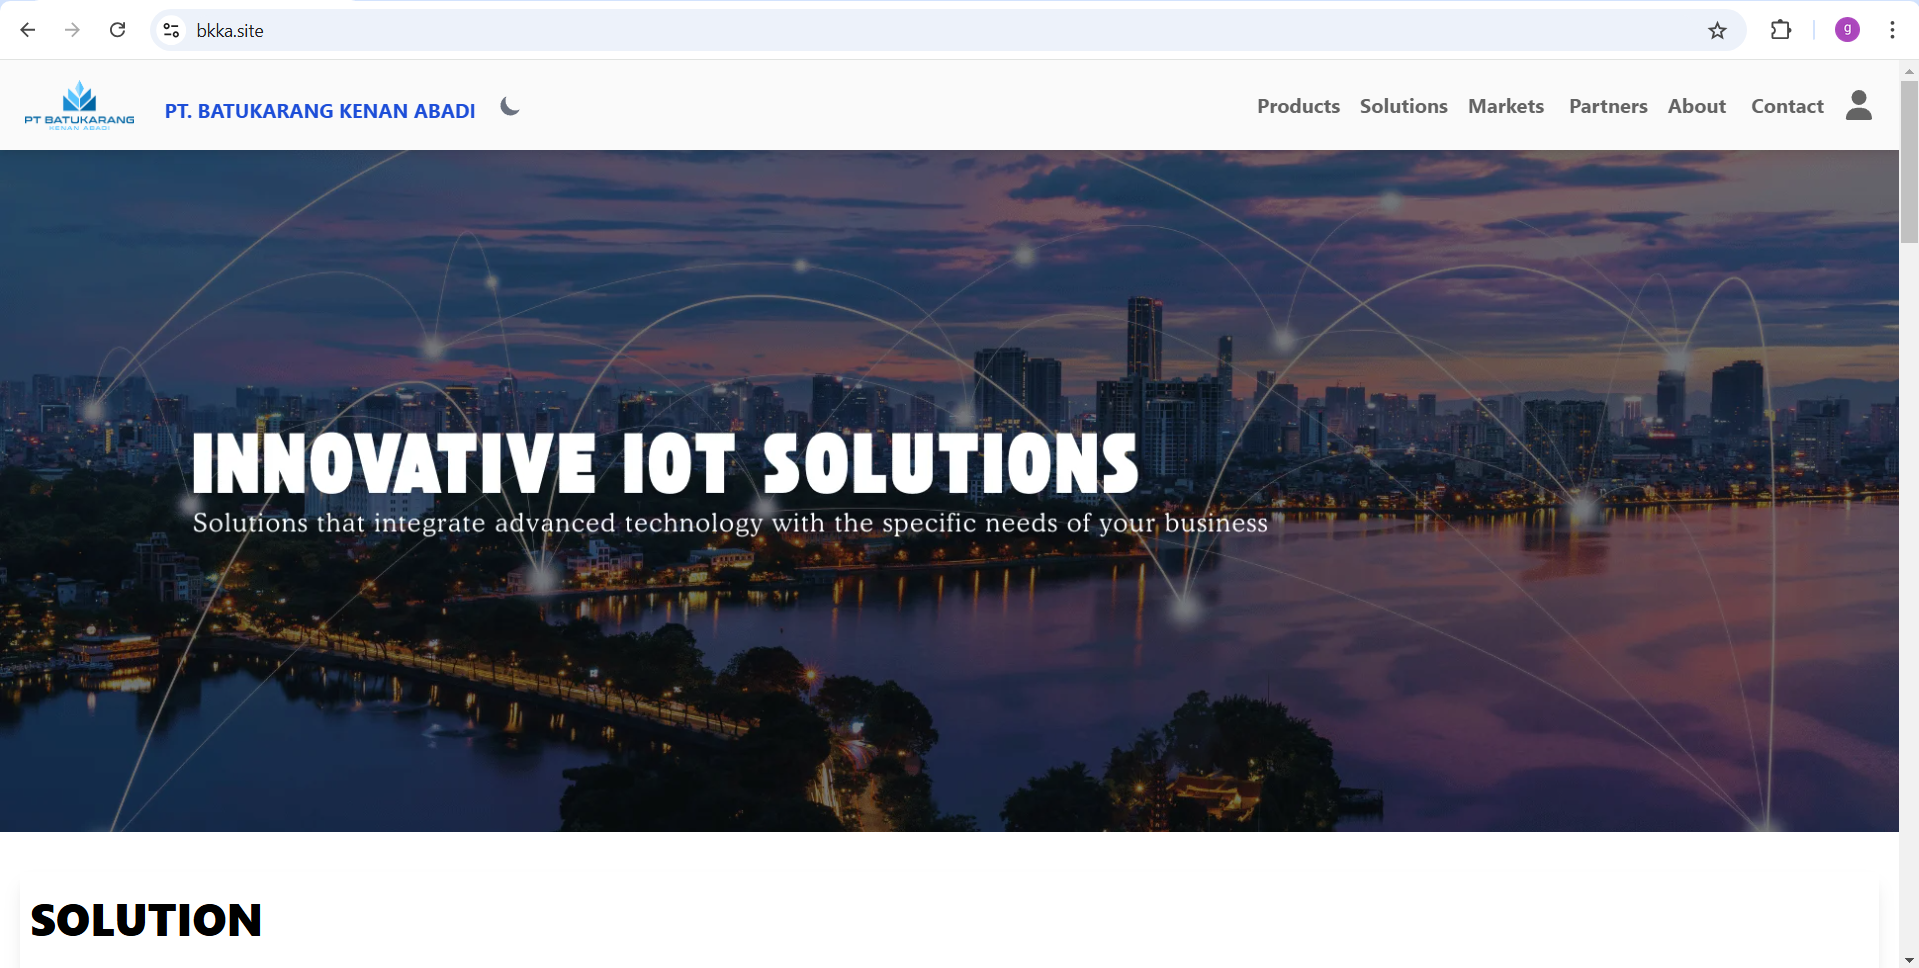 bkka.site
g
PT BATUKARANG
KENAN ABADI
PT. BATUKARANG KENAN ABADI
Products Solutions Markets Partners About Contact
INNOVATIVE IOT SOLUTIONS
Solutions that integrate advanced technology with the specific needs of your business
SOLUTION